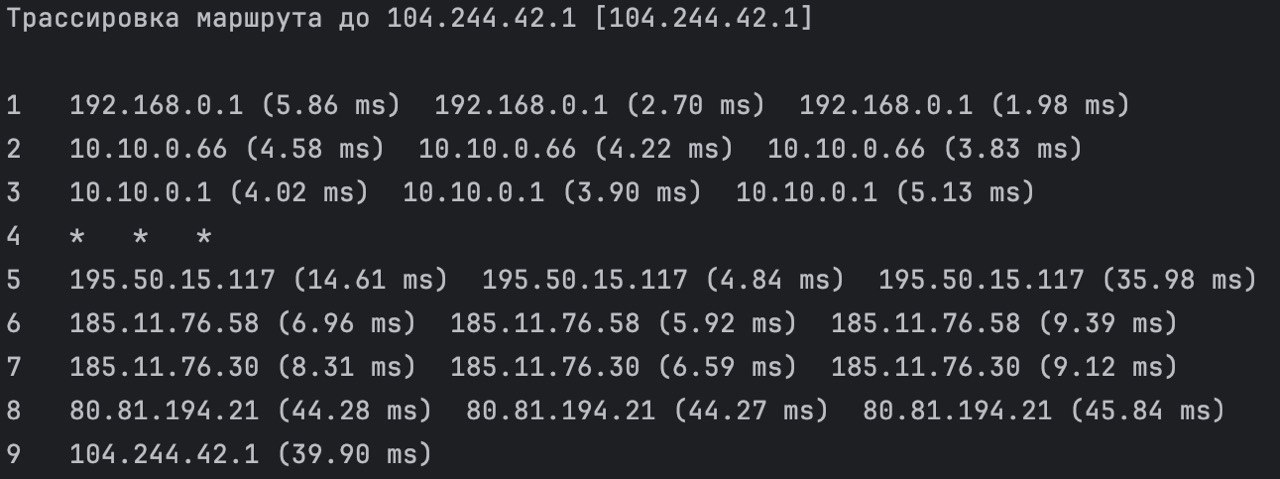 Трассировка маршрута до 104.244.42.1 [104.244.42.1]
1 192.168.0.1 (5.86 ms) 192.168.0.1 (2.70 ms) 192.168.0.1 (1.98 ms)
2 10.10.0.66 (4.58 ms) 10.10.0.66 (4.22 ms) 10.10.0.66 (3.83 ms)
3 10.10.0.1 (4.02 ms) 10.10.0.1 (3.90 ms) 10.10.0.1 (5.13 ms)
4 * * *
5 195.50.15.117 (14.61 ms) 195.50.15.117 (4.84 ms) 195.50.15.117 (35.98 ms)
6 185.11.76.58 (6.96 ms) 185.11.76.58 (5.92 ms) 185.11.76.58 (9.39 ms)
7 185.11.76.30 (8.31 ms) 185.11.76.30 (6.59 ms) 185.11.76.30 (9.12 ms)
8 80.81.194.21 (44.28 ms) 80.81.194.21 (44.27 ms) 80.81.194.21 (45.84 ms)
9 104.244.42.1 (39.90 ms)